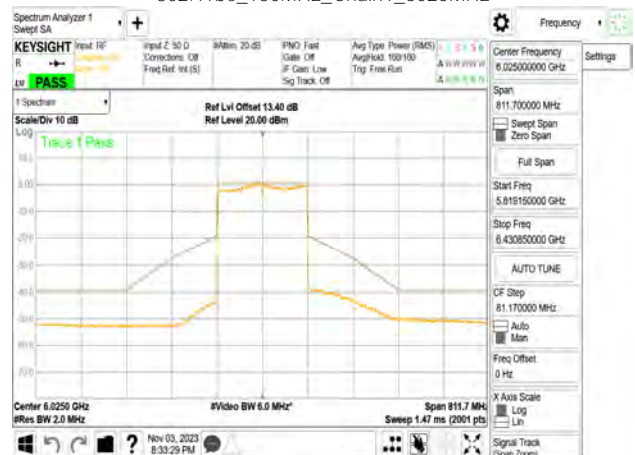 Spectrum Analyzer 1
Swept SA
+
Frequency
KEYSIGHT
Input: RF
Input Z: 50 Ω
Corrections: Off
Freq Ref: Int (S)
#Atten: 20 dB
PNO: Fast
Gate: Off
IF Gain: Low
Sig Track: Off
Avg Type: Power (RMS)
Avg|Hold: 100/100
Trig: Free Run
PASS
1 Spectrum
Scale/Div 10 dB
Ref Lvl Offset 13.40 dB
Ref Level 20.00 dBm
Log
Trace 1 Pass
Center 6.0250 GHz
#Res BW 2.0 MHz
#Video BW 6.0 MHz*
Span 811.7 MHz
Sweep 1.47 ms (2001 pts)
Nov 03, 2023
8:33:29 PM
Center Frequency
6.025000000 GHz
Settings
Span
811.700000 MHz
Swept Span
Zero Span
Full Span
Start Freq
5.619150000 GHz
Stop Freq
6.430850000 GHz
AUTO TUNE
CF Step
81.170000 MHz
Auto
Man
Freq Offset
0 Hz
X Axis Scale
Log
Lin
Signal Track
(Span Zoom)